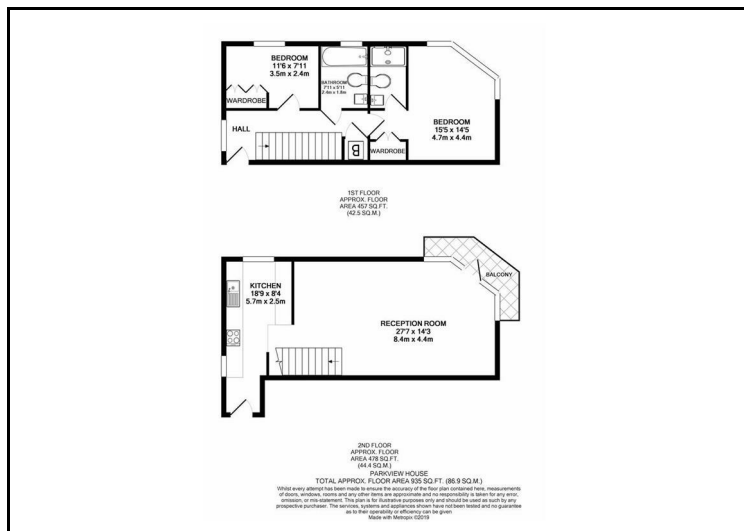 BEDROOM
11'6 x 7'11
3.5m x 2.4m
WARDROBE
BATHROOM
7'11 x 5'11
2.4m x 1.8m
HALL
B
WARDROBE
BEDROOM
15'5 x 14'5
4.7m x 4.4m
1ST FLOOR
APPROX. FLOOR
AREA 457 SQ.FT.
(42.5 SQ.M.)
KITCHEN
18'9 x 8'4
5.7m x 2.5m
BALCONY
RECEPTION ROOM
27'7 x 14'3
8.4m x 4.4m
2ND FLOOR
APPROX. FLOOR
AREA 478 SQ.FT.
(44.4 SQ.M.)
PARKVIEW HOUSE
TOTAL APPROX. FLOOR AREA 935 SQ.FT. (86.9 SQ.M.)
Whilst every attempt has been made to ensure the accuracy of the floor plan contained here, measurements
of doors, windows, rooms and any other items are approximate and no responsibility is taken for any error,
omission, or mis-statement. This plan is for illustrative purposes only and should be used as such by any
prospective purchaser. The services, systems and appliances shown have not been tested and no guarantee
as to their operability or efficiency can be given
Made with Metropix ©2019